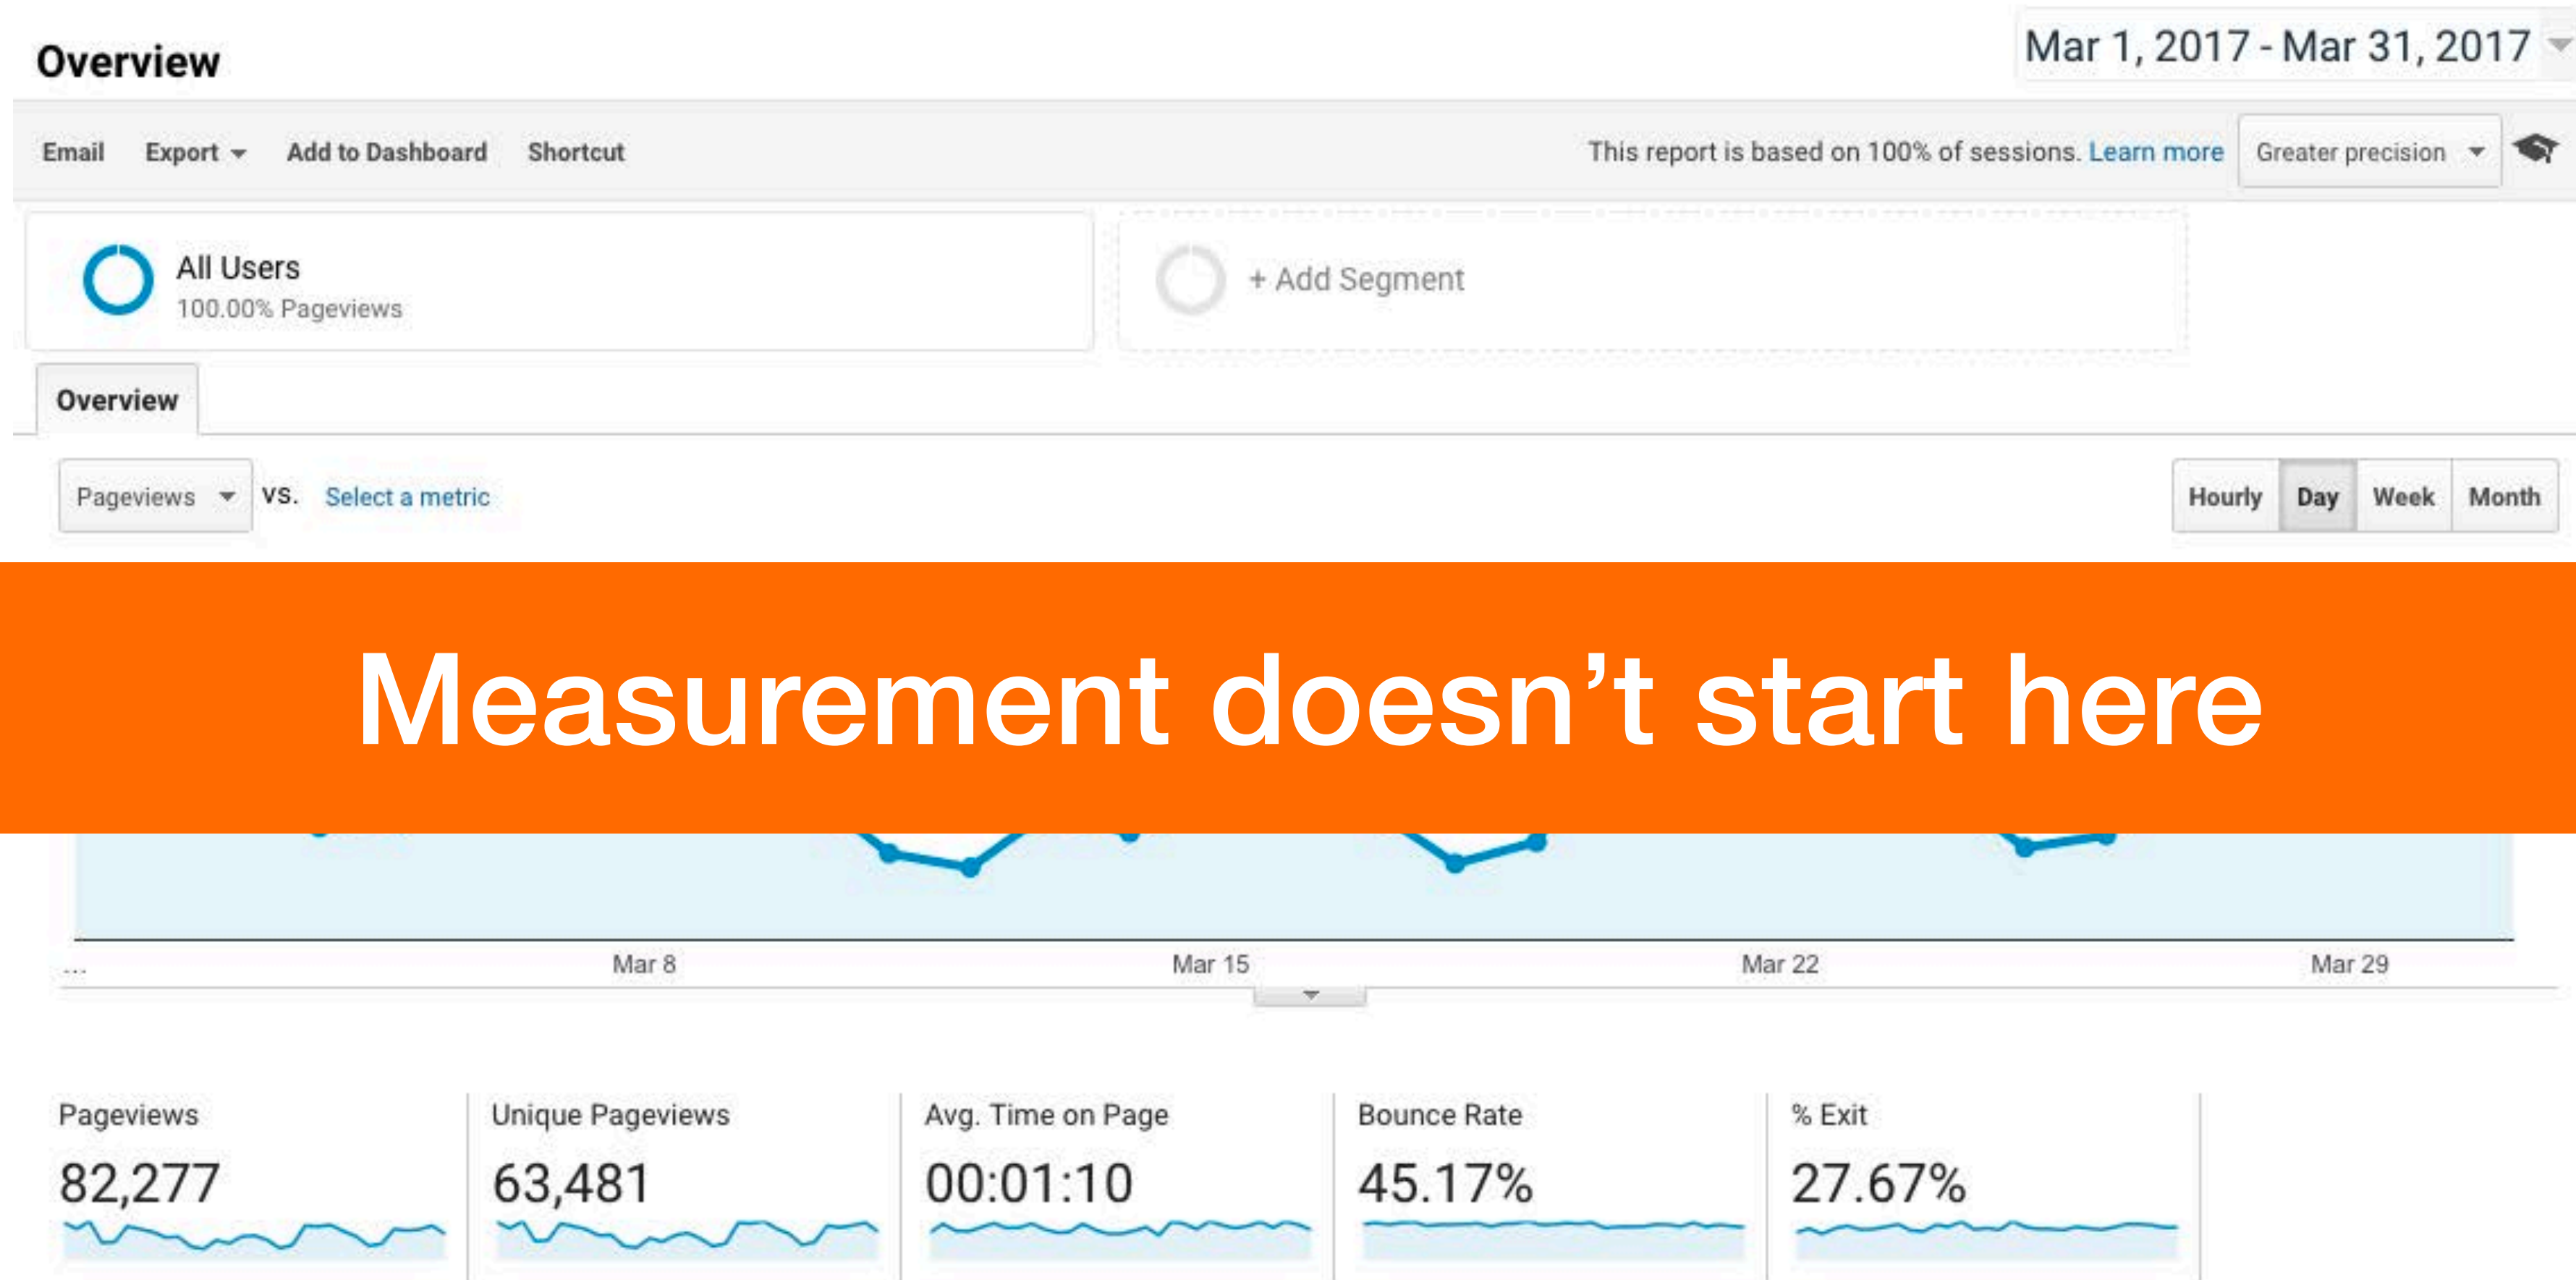 Overview
Mar 1, 2017 - Mar 31, 2017
Email Export Add to Dashboard Shortcut
This report is based on 100% of sessions. Learn more
Greater precision
All Users
100.00% Pageviews
+ Add Segment
Overview
Pageviews VS. Select a metric
Hourly Day Week Month
Measurement doesn’t start here
... Mar 8 Mar 15 Mar 22 Mar 29
Pageviews
82,277
Unique Pageviews
63,481
Avg. Time on Page
00:01:10
Bounce Rate
45.17%
% Exit
27.67%